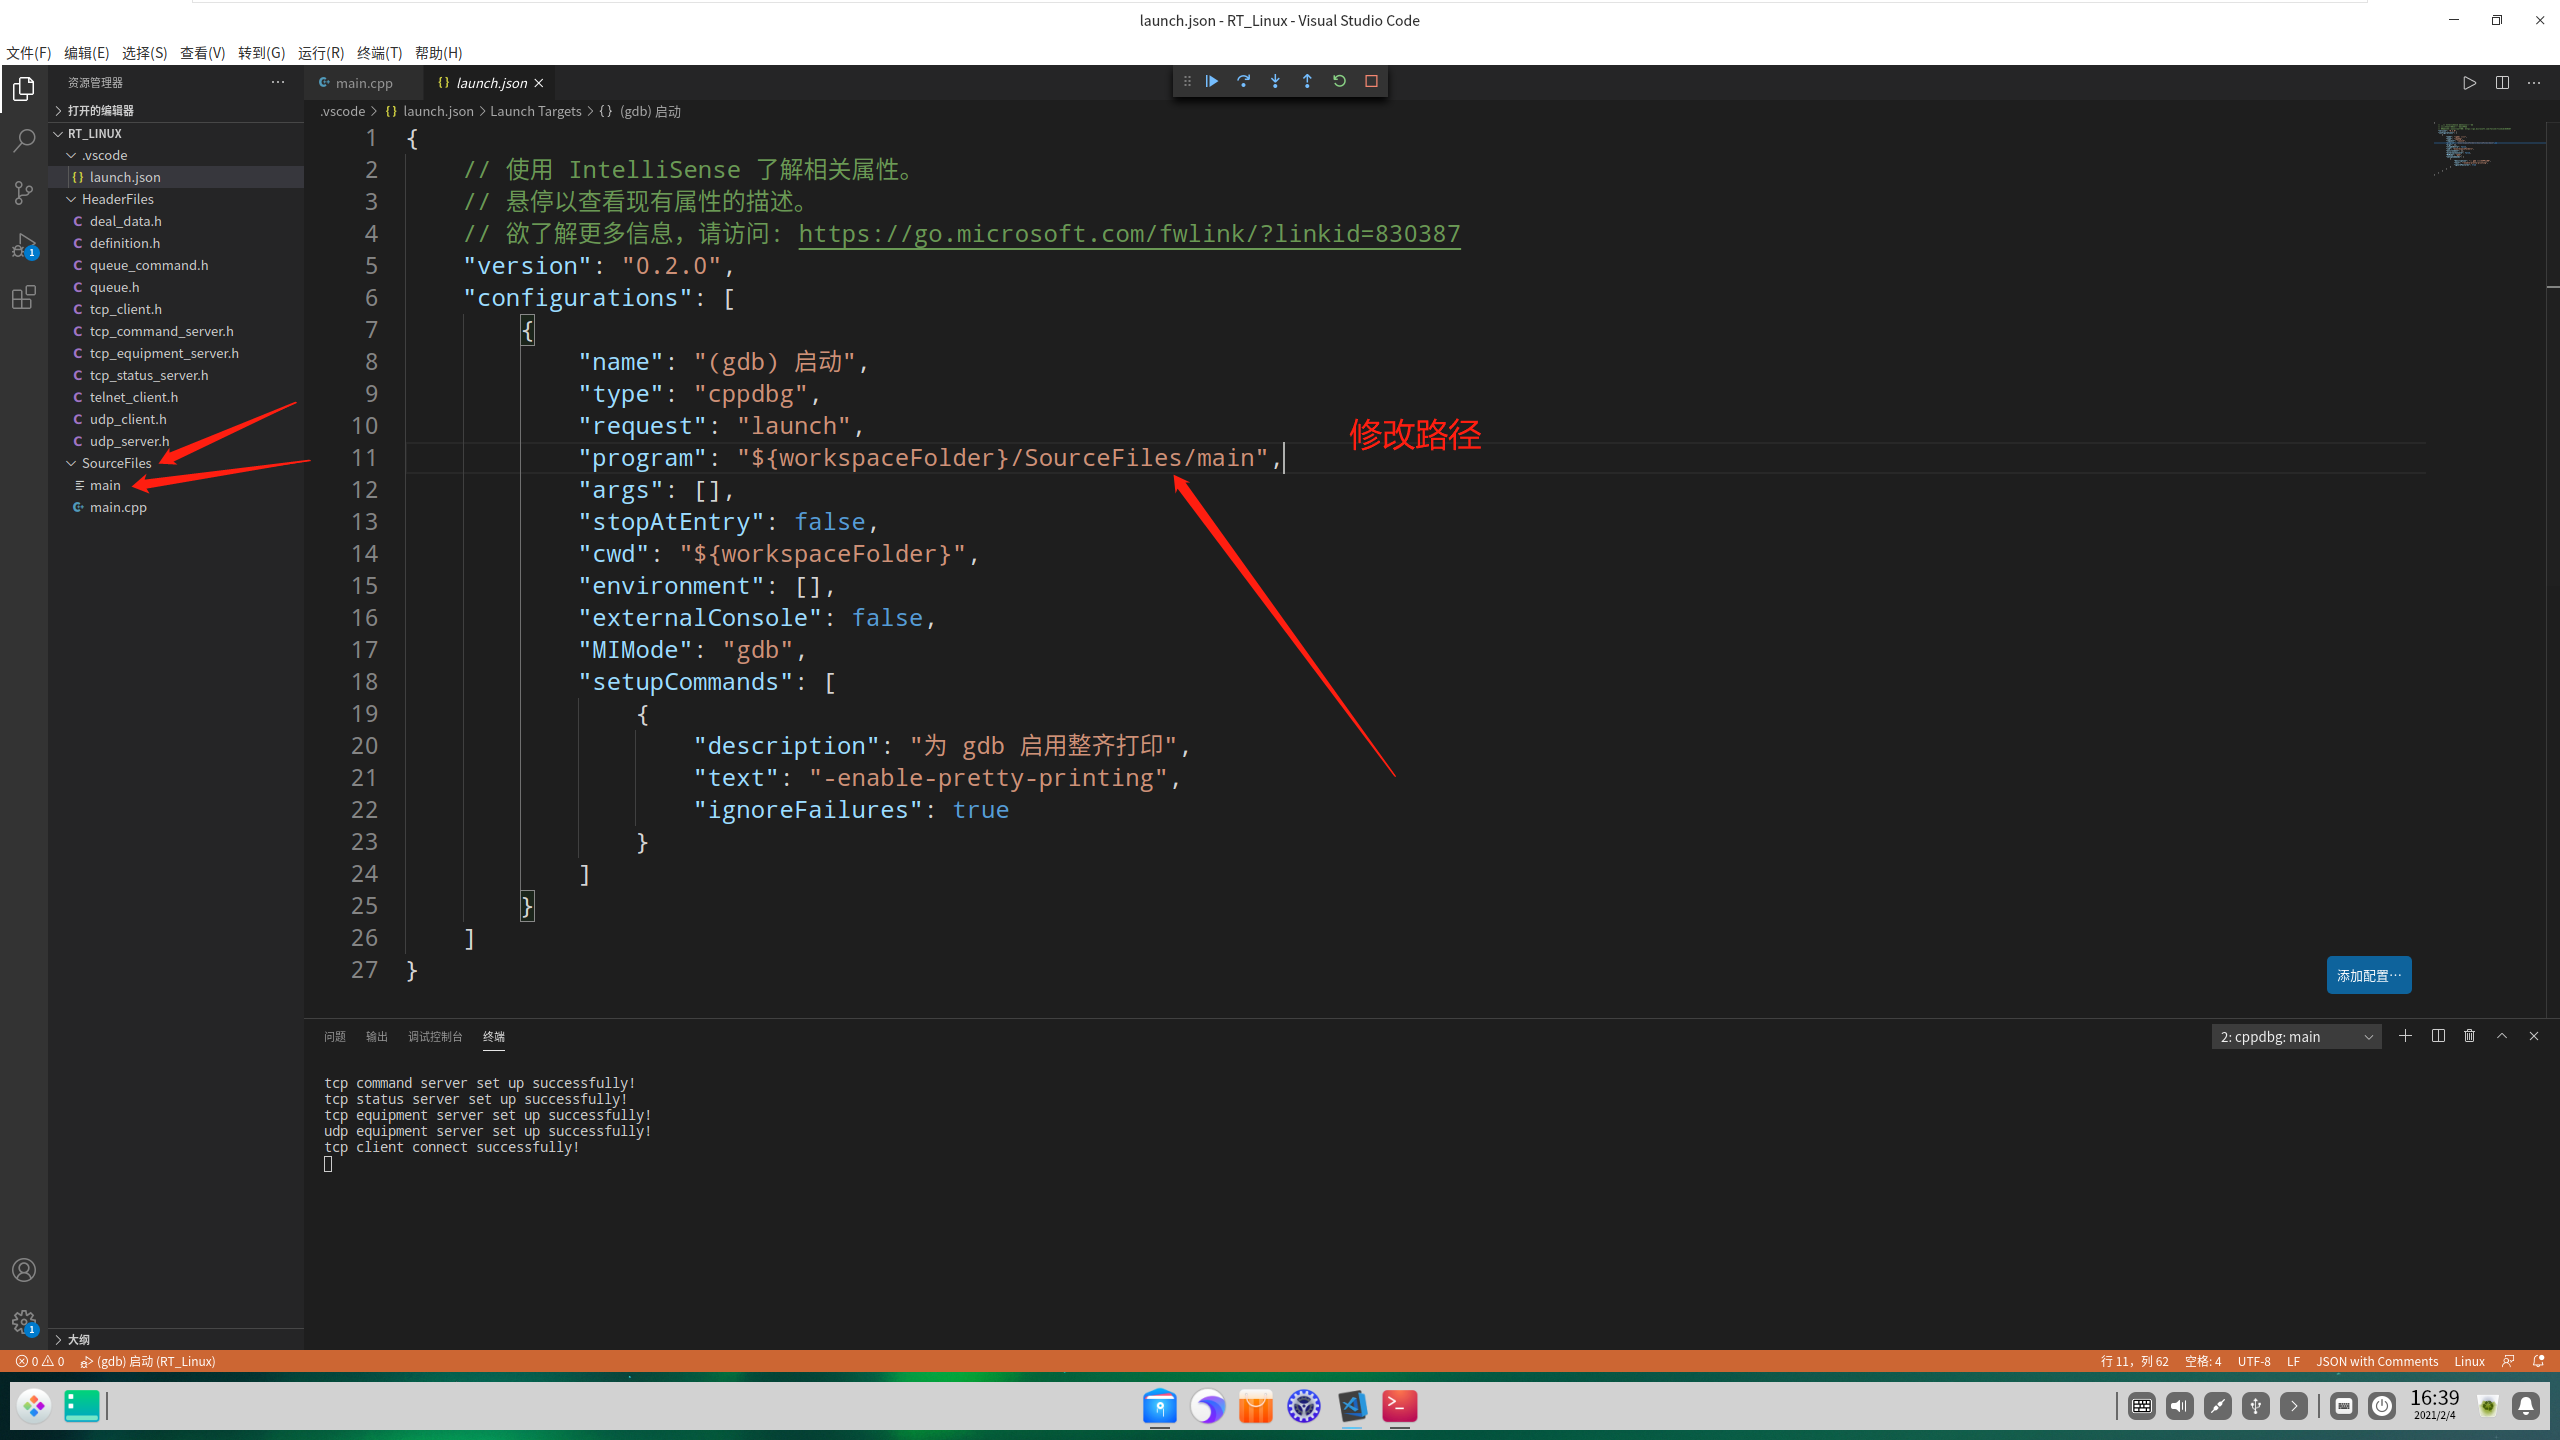 launch.json - RT_Linux - Visual Studio Code
文件(F) 编辑(E) 选择(S) 查看(V) 转到(G) 运行(R) 终端(T) 帮助(H)
资源管理器
打开的编辑器
RT_LINUX
.vscode
{} launch.json
HeaderFiles
C deal_data.h
C definition.h
C queue_command.h
C queue.h
C tcp_client.h
C tcp_command_server.h
C tcp_equipment_server.h
C tcp_status_server.h
C telnet_client.h
C udp_client.h
C udp_server.h
SourceFiles
main
main.cpp
大纲
1
1
main.cpp {} launch.json
.vscode > {} launch.json > Launch Targets > {} (gdb) 启动
1 {
2 // 使用 IntelliSense 了解相关属性。
3 // 悬停以查看现有属性的描述。
4 // 欲了解更多信息，请访问: https://go.microsoft.com/fwlink/?linkid=830387
5 "version": "0.2.0",
6 "configurations": [
7 {
8 "name": "(gdb) 启动",
9 "type": "cppdbg",
10 "request": "launch",
修改路径
11 "program": "${workspaceFolder}/SourceFiles/main",
12 "args": [],
13 "stopAtEntry": false,
14 "cwd": "${workspaceFolder}",
15 "environment": [],
16 "externalConsole": false,
17 "MIMode": "gdb",
18 "setupCommands": [
19 {
20 "description": "为 gdb 启用整齐打印",
21 "text": "-enable-pretty-printing",
22 "ignoreFailures": true
23 }
24 ]
25 }
26 ]
27 }
添加配置...
问题 输出 调试控制台 终端
2: cppdbg: main
tcp command server set up successfully!
tcp status server set up successfully!
tcp equipment server set up successfully!
udp equipment server set up successfully!
tcp client connect successfully!
0 0 (gdb) 启动 (RT_Linux)
行 11，列 62 空格: 4 UTF-8 LF JSON with Comments Linux
16:39
2021/2/4